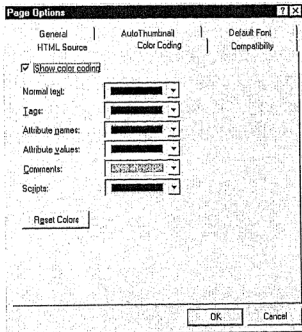 Page Options
General AutoThumbnail Default Font
HTML Source Color Coding Compatibility
Show color coding
Normal text:
Tags:
Attribute names:
Attribute values:
Comments:
Scripts:
Reset Colors
OK Cancel